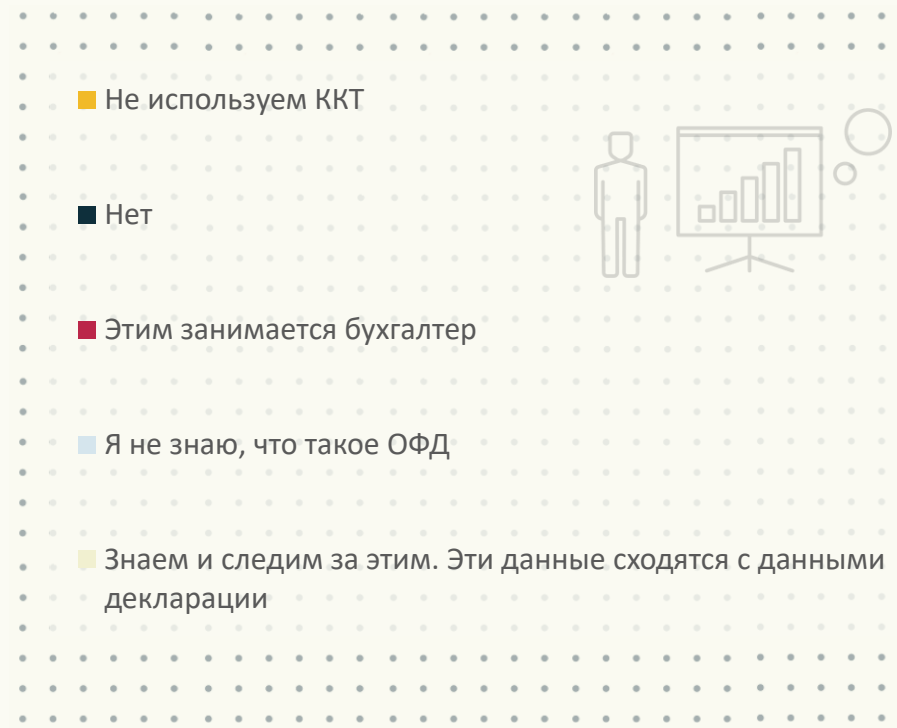 Не используем ККТ
Нет
Этим занимается бухгалтер
Я не знаю, что такое ОФД
Знаем и следим за этим. Эти данные сходятся с данными
декларации